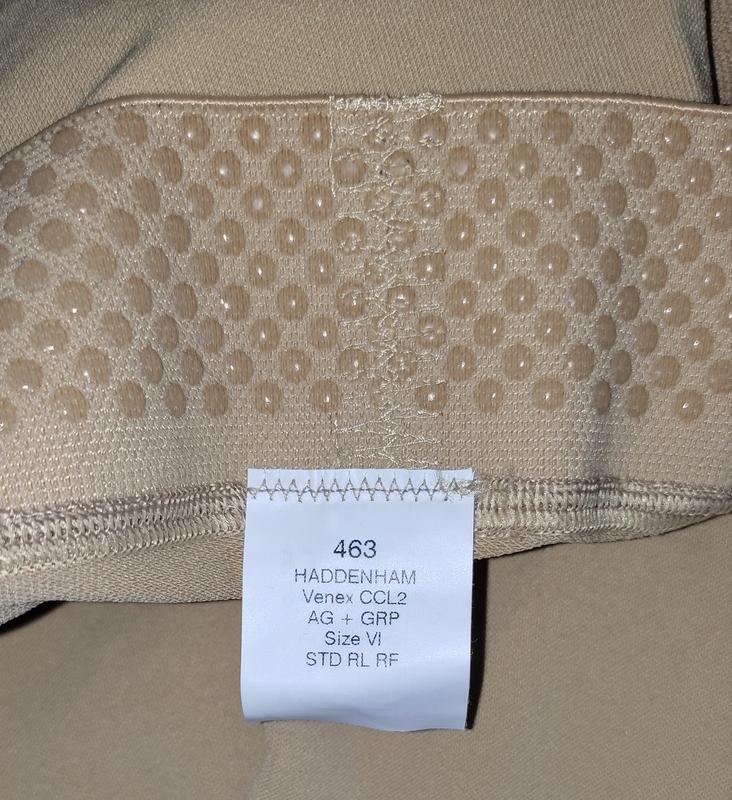 463
HADDENHAM
Venex CCL2
AG + GRP
Size VI
STD RL RF